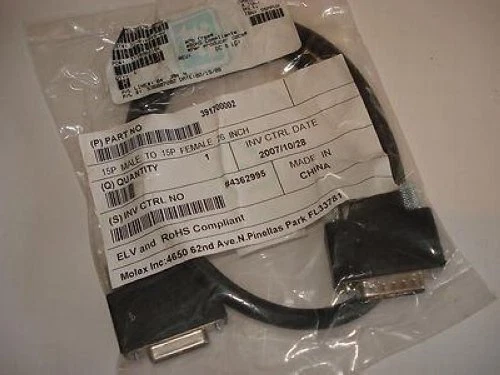 (P) PART NO
391700002
15P MALE TO 15P FEMALE 26 INCH
(Q) QUANTITY
1
INV CTRL DATE
2007/10/28
(S) INV CTRL NO
#4362995
MADE IN
CHINA
ELV and RoHS Compliant
Molex Inc:4650 62nd Ave.N.Pinellas Park FL33781